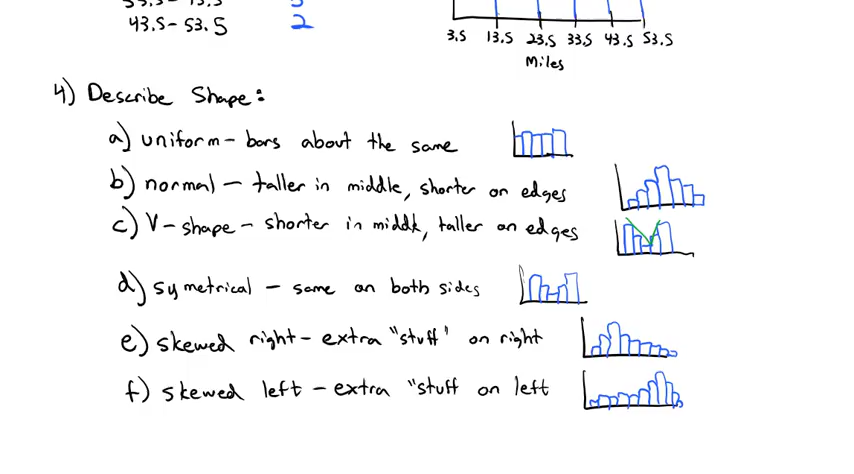 43.5 - 53.5 2
3.5 13.5 23.5 33.5 43.5 53.5
Miles
4) Describe Shape:
a) uniform - bars about the same
b) normal - taller in middle, shorter on edges
c) V-shape - shorter in middle, taller on edges
d) symetrical - same on both sides
e) skewed right - extra "stuff" on right
f) skewed left - extra "stuff on left